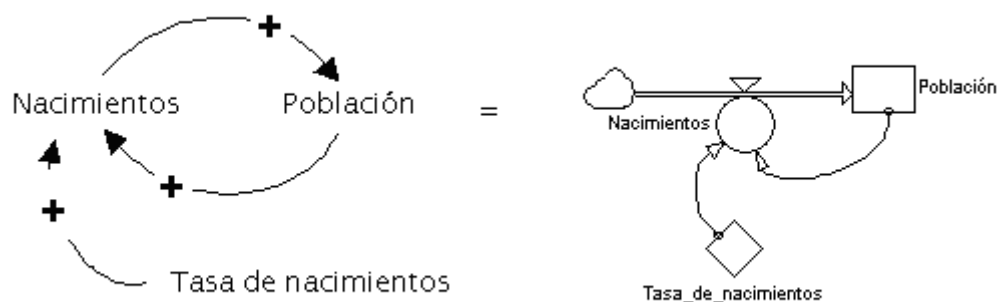 +
Nacimientos Población = Nacimientos Población
+
+
Tasa de nacimientos Tasa_de_nacimientos